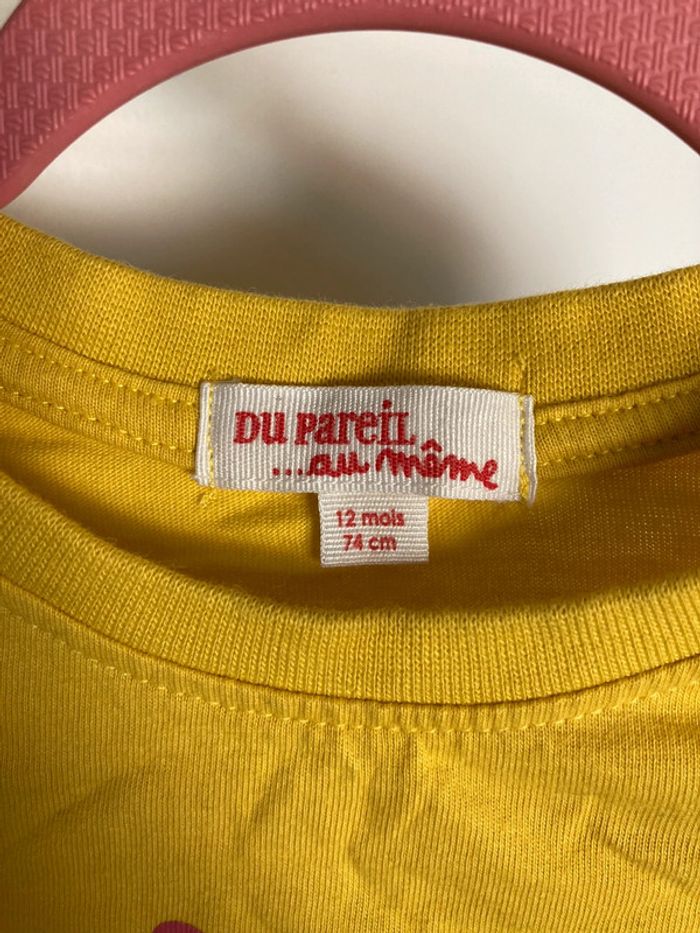 DU PAREIL
...au même
12 mois
74 cm